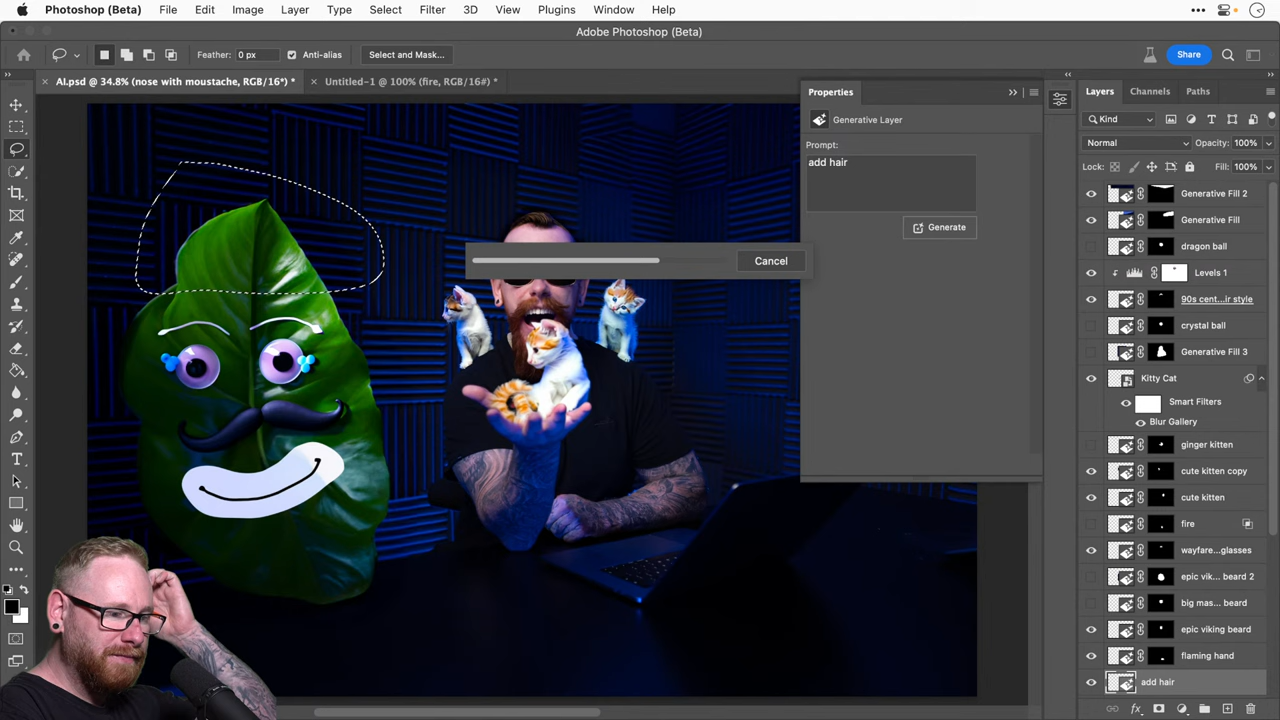 Photoshop (Beta) File Edit Image Layer Type Select Filter 3D View Plugins Window Help
Adobe Photoshop (Beta)
Feather: 0 px Anti-alias Select and Mask... Share
AI.psd @ 34.8% (nose with moustache, RGB/16*) * Untitled-1 @ 100% (fire, RGB/16#) *
Properties
Generative Layer
Prompt:
add hair
Generate
Cancel
Layers Channels Paths
Kind
Normal Opacity: 100%
Lock: Fill: 100%
Generative Fill 2
Generative Fill
dragon ball
Levels 1
90s cent...ir style
crystal ball
Generative Fill 3
Kitty Cat
Smart Filters
Blur Gallery
ginger kitten
cute kitten copy
cute kitten
fire
wayfare...glasses
epic vik... beard 2
big mas... beard
epic viking beard
flaming hand
add hair